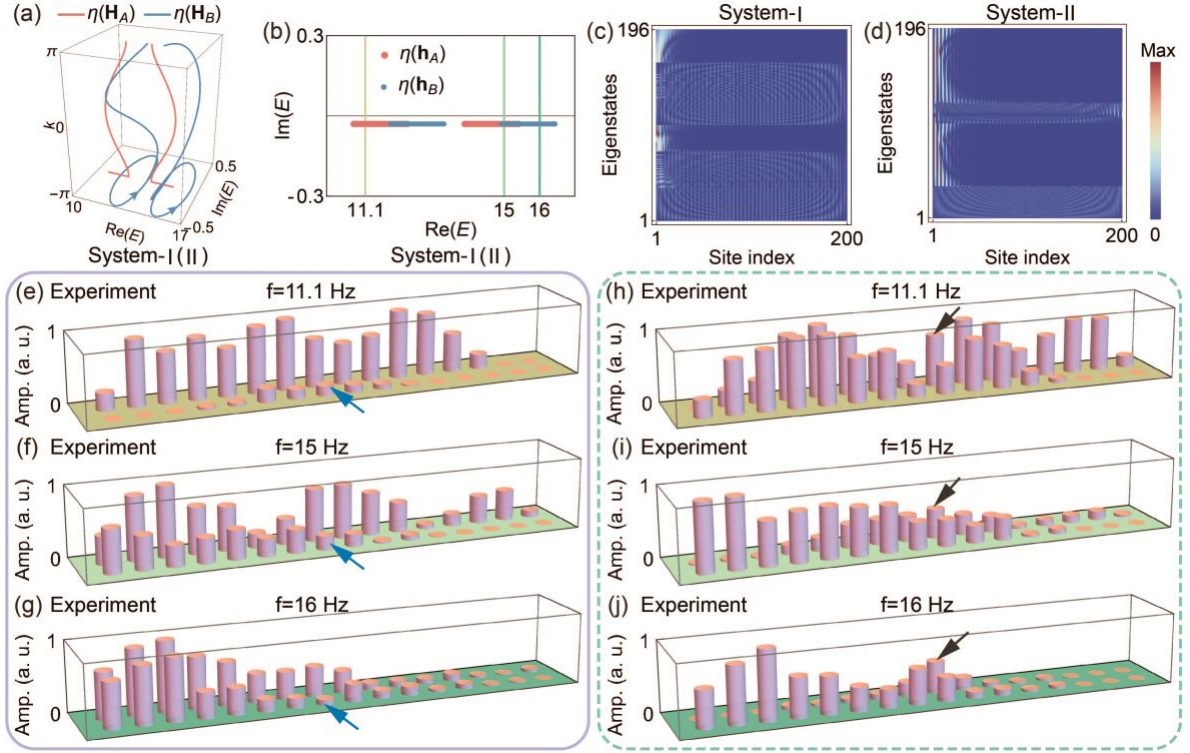 (a) η(H_A) η(H_B)
π
k
0
-π
10
Re(E)
17
-0.5
Im(E)
0.5
System-I (II)
(b)
0.3
Im(E)
-0.3
η(h_A)
η(h_B)
11.1 15 16
Re(E)
System-I (II)
(c) System-I
196
Eigenstates
1
1 200
Site index
(d) System-II
196
Eigenstates
1
1 200
Site index
Max
0
(e) Experiment f=11.1 Hz
1
Amp. (a. u.)
0
(f) Experiment f=15 Hz
1
Amp. (a. u.)
0
(g) Experiment f=16 Hz
1
Amp. (a. u.)
0
(h) Experiment f=11.1 Hz
1
Amp. (a. u.)
0
(i) Experiment f=15 Hz
1
Amp. (a. u.)
0
(j) Experiment f=16 Hz
1
Amp. (a. u.)
0